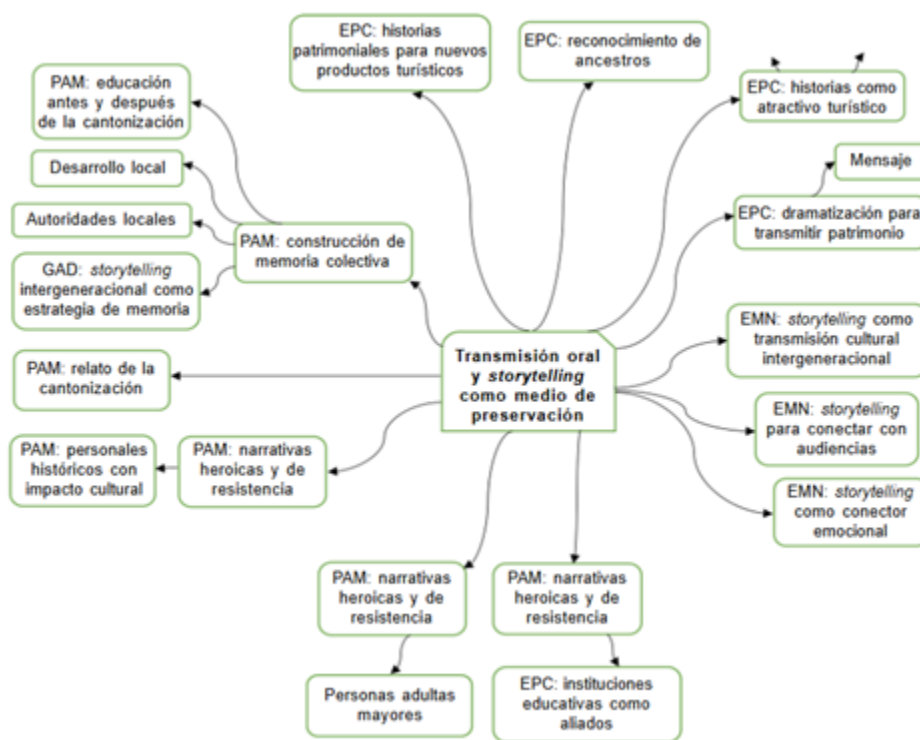 EPC: historias
patrimoniales para nuevos
productos turísticos
EPC: reconocimiento de
ancestros
EPC: historias como
atractivo turístico
PAM: educación
antes y después
de la cantonización
Mensaje
Desarrollo local
EPC: dramatización para
transmitir patrimonio
Autoridades locales
PAM: construcción de
memoria colectiva
GAD: storytelling
intergeneracional como
estrategia de memoria
EMN: storytelling como
transmisión cultural
intergeneracional
Transmisión oral
y storytelling
como medio de
preservación
PAM: relato de la
cantonización
EMN: storytelling
para conectar con
audiencias
PAM: personales
históricos con
impacto cultural
PAM: narrativas
heroicas y de
resistencia
EMN: storytelling
como conector
emocional
PAM: narrativas
heroicas y de
resistencia
PAM: narrativas
heroicas y de
resistencia
Personas adultas
mayores
EPC: instituciones
educativas como
aliados